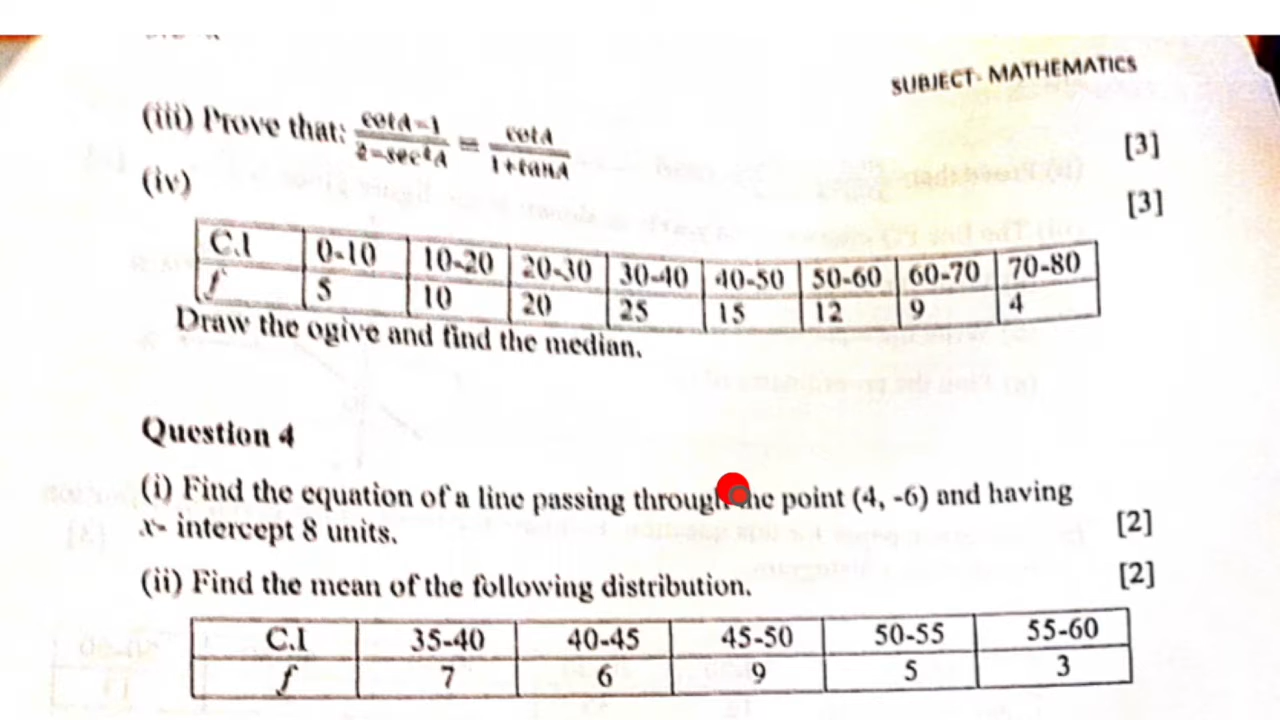 SUBJECT- MATHEMATICS
(iii) Prove that: cotA-1 / 2-sec²A = cotA / 1+tanA [3]
(iv) [3]
C.I 0-10 10-20 20-30 30-40 40-50 50-60 60-70 70-80
f 5 10 20 25 15 12 9 4
Draw the ogive and find the median.
Question 4
(i) Find the equation of a line passing through the point (4, -6) and having
x- intercept 8 units. [2]
(ii) Find the mean of the following distribution. [2]
C.I 35-40 40-45 45-50 50-55 55-60
f 7 6 9 5 3